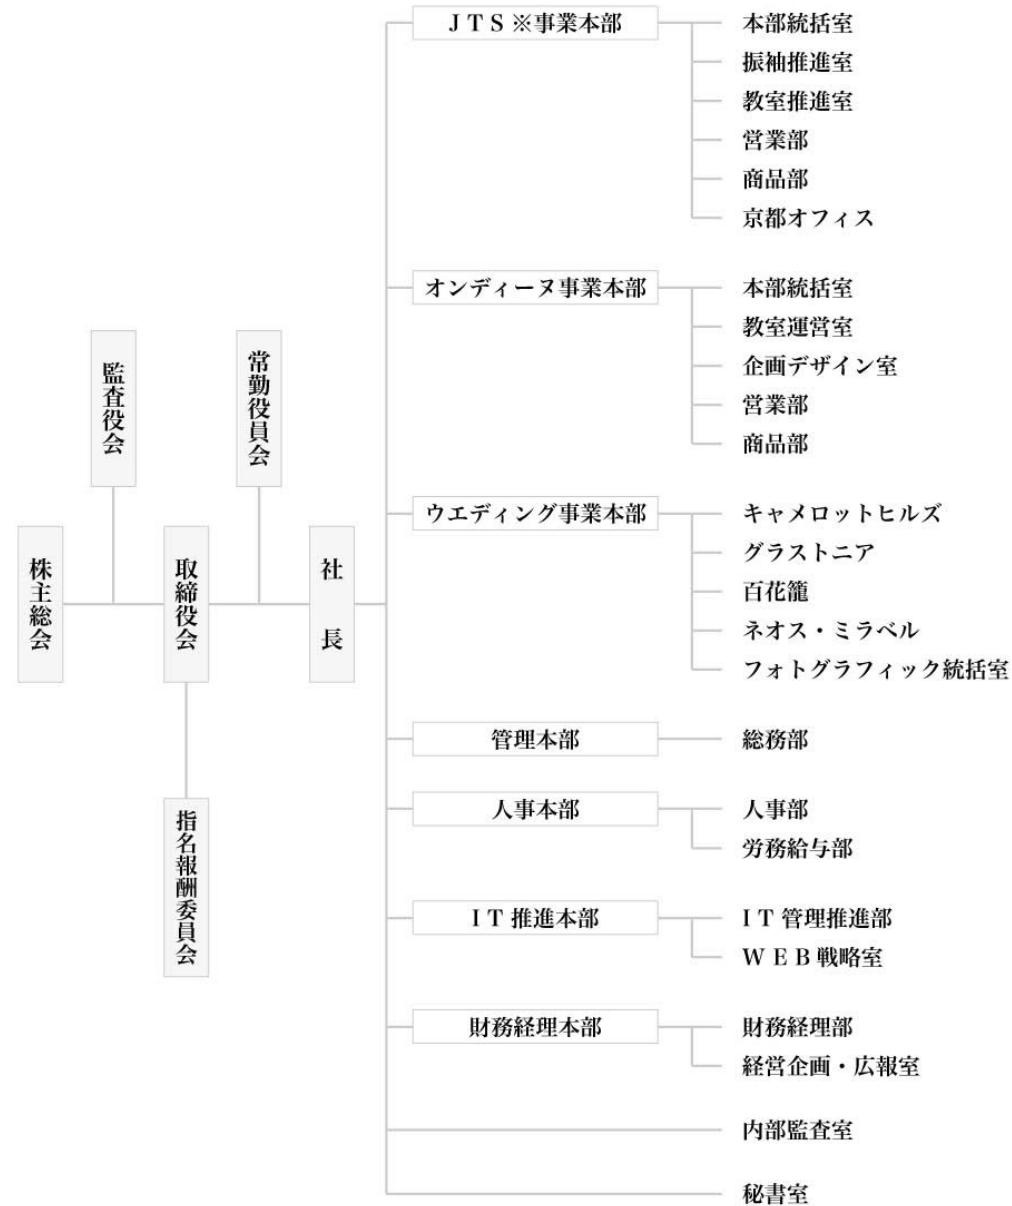 株主総会
監査役会
取締役会
指名報酬委員会
常勤役員会
社長
ＪＴＳ※事業本部
本部統括室
振袖推進室
教室推進室
営業部
商品部
京都オフィス
オンディーヌ事業本部
本部統括室
教室運営室
企画デザイン室
営業部
商品部
ウエディング事業本部
キャメロットヒルズ
グラストニア
百花籠
ネオス・ミラベル
フォトグラフィック統括室
管理本部
総務部
人事本部
人事部
労務給与部
ＩＴ推進本部
ＩＴ管理推進部
ＷＥＢ戦略室
財務経理本部
財務経理部
経営企画・広報室
内部監査室
秘書室